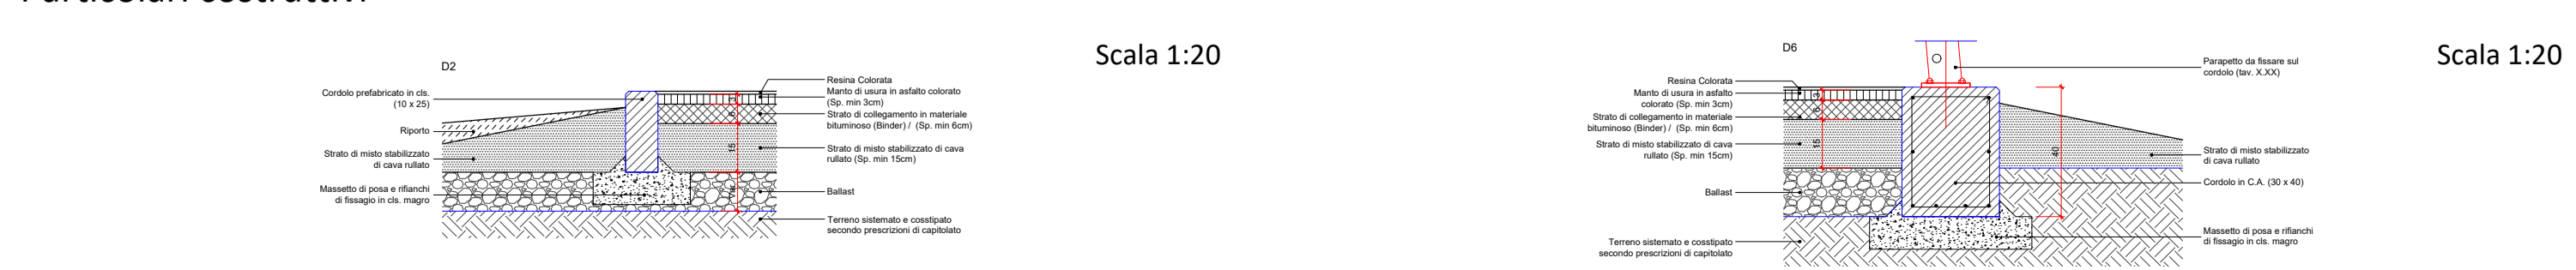 Particolari costruttivi
D2
Scala 1:20
Cordolo prefabricato in cls.
(10 x 25)
Riporto
Strato di misto stabilizzato
di cava rullato
Massetto di posa e rifianchi
di fissagio in cls. magro
3
6
15
Var.
Resina Colorata
Manto di usura in asfalto colorato
(Sp. min 3cm)
Strato di collegamento in materiale
bituminoso (Binder) / (Sp. min 6cm)
Strato di misto stabilizzato di cava
rullato (Sp. min 15cm)
Ballast
Terreno sistemato e cosstipato
secondo prescrizioni di capitolato
D6
Scala 1:20
Resina Colorata
Manto di usura in asfalto
colorato (Sp. min 3cm)
Strato di collegamento in materiale
bituminoso (Binder) / (Sp. min 6cm)
Strato di misto stabilizzato di cava
rullato (Sp. min 15cm)
Ballast
Terreno sistemato e cosstipato
secondo prescrizioni di capitolato
3
6
15
40
Parapetto da fissare sul
cordolo (tav. X.XX)
Strato di misto stabilizzato
di cava rullato
Cordolo in C.A. (30 x 40)
Massetto di posa e rifianchi
di fissagio in cls. magro